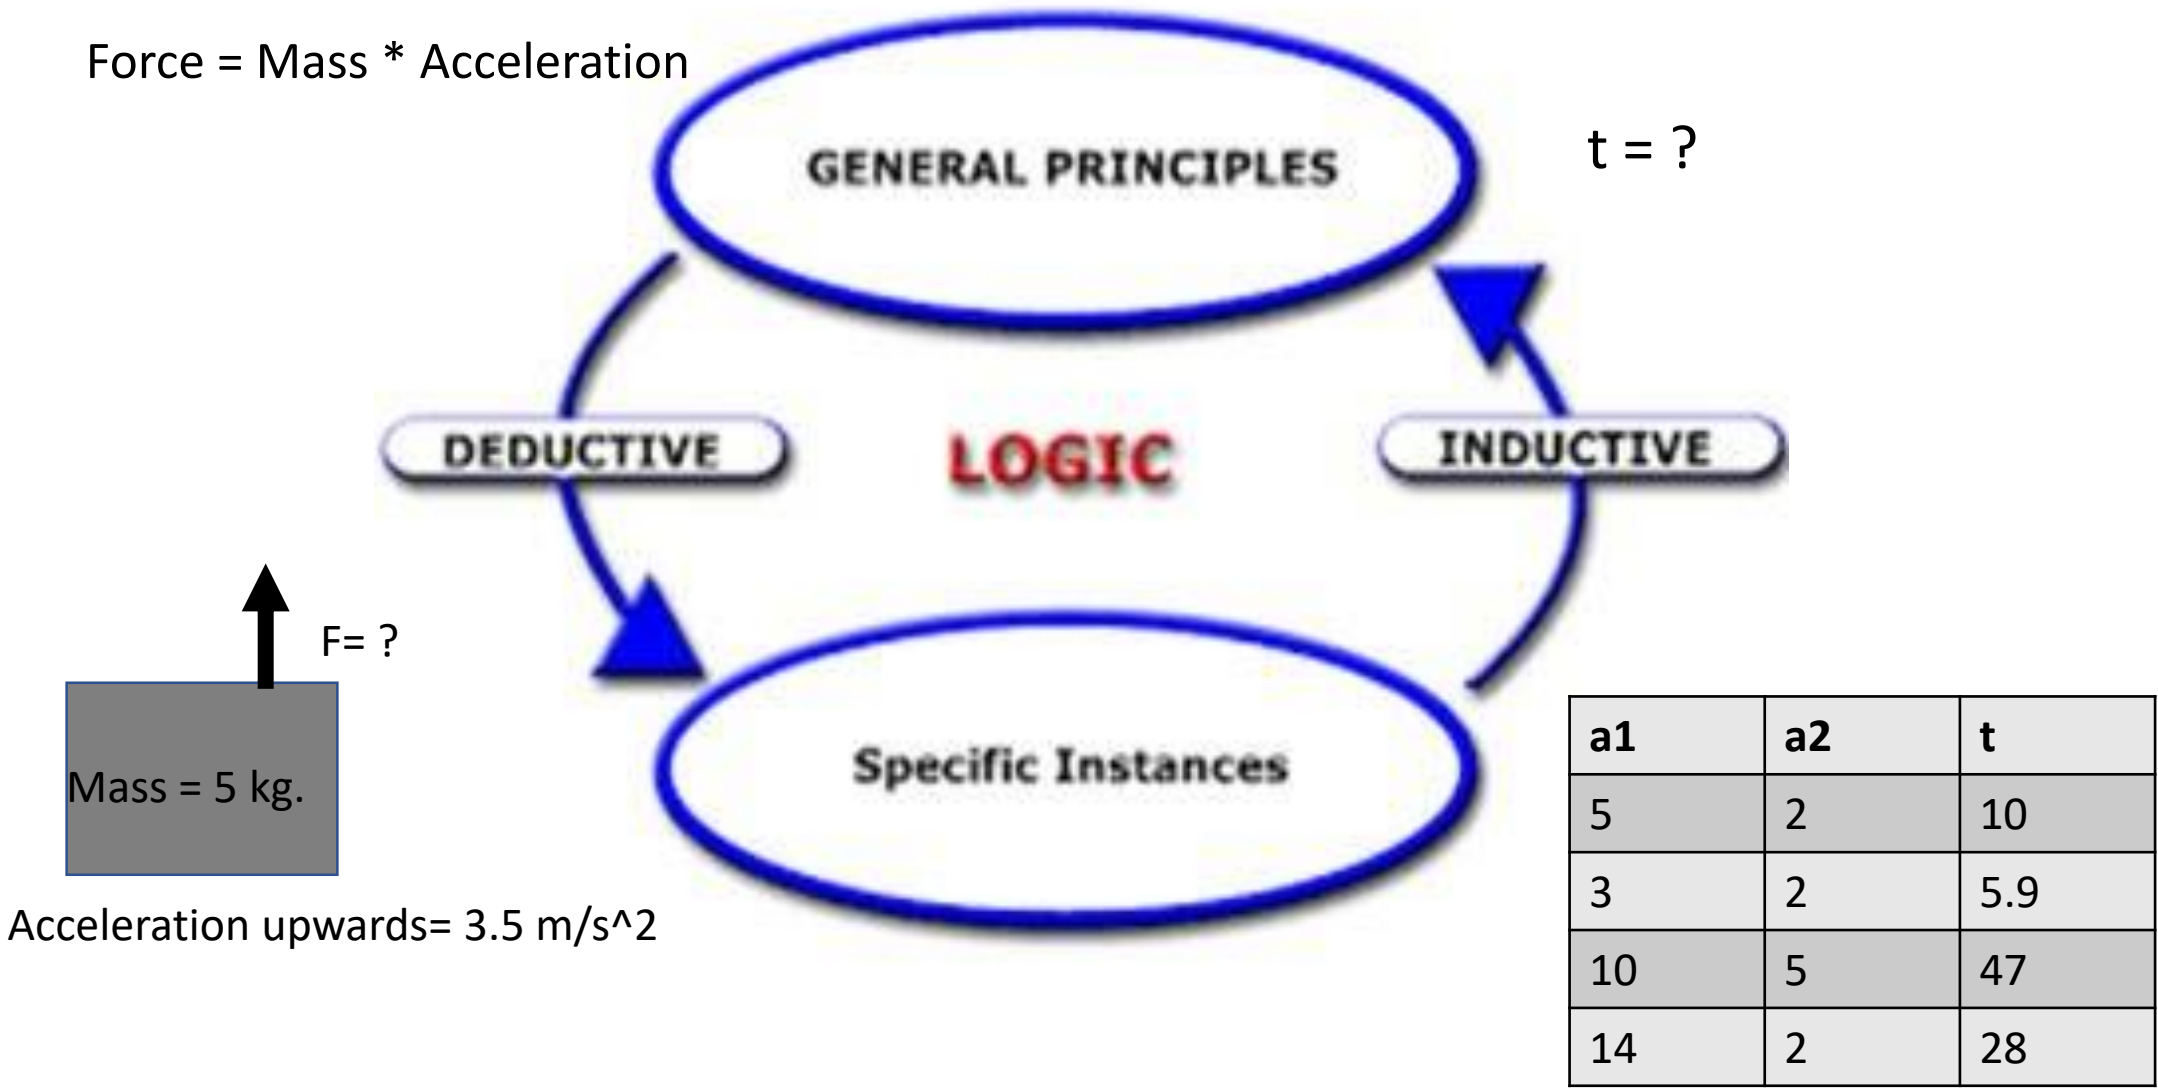 Force = Mass * Acceleration
GENERAL PRINCIPLES
t = ?
DEDUCTIVE
LOGIC
INDUCTIVE
F= ?
Mass = 5 kg.
Acceleration upwards= 3.5 m/s^2
Specific Instances
a1 a2 t
5 2 10
3 2 5.9
10 5 47
14 2 28